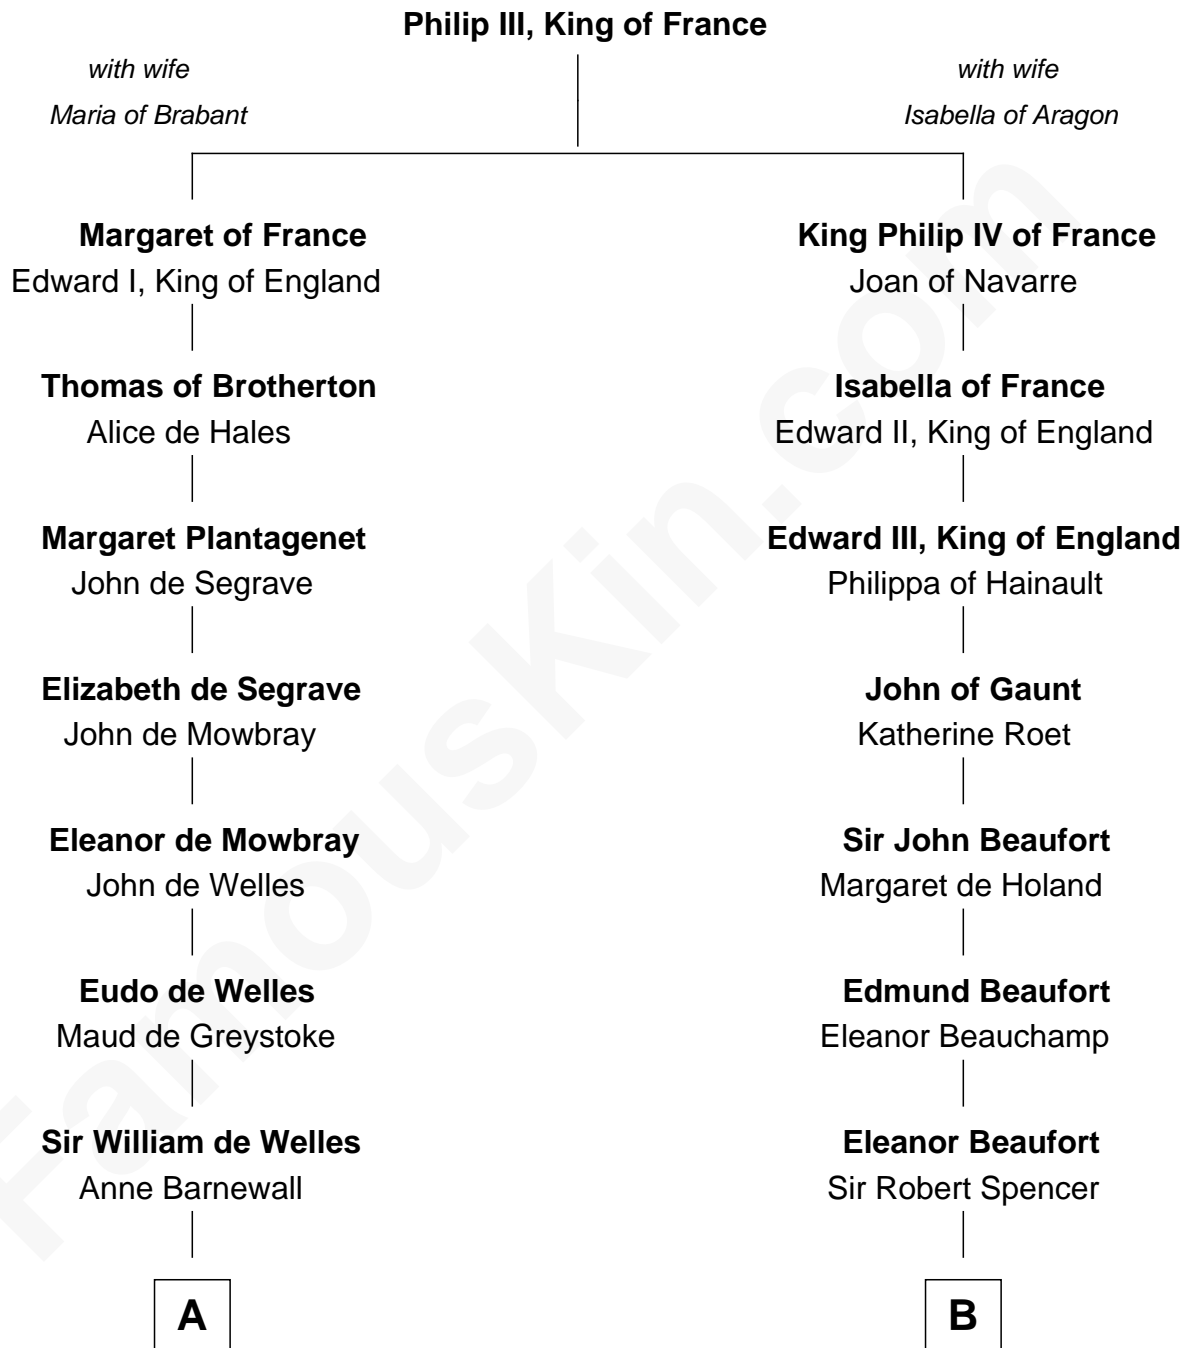 Philip III, King of France
with wife
Maria of Brabant
with wife
Isabella of Aragon
Margaret of France
Edward I, King of England
King Philip IV of France
Joan of Navarre
Thomas of Brotherton
Alice de Hales
Isabella of France
Edward II, King of England
Margaret Plantagenet
John de Segrave
Edward III, King of England
Philippa of Hainault
Elizabeth de Segrave
John de Mowbray
John of Gaunt
Katherine Roet
Eleanor de Mowbray
John de Welles
Sir John Beaufort
Margaret de Holand
Eudo de Welles
Maud de Greystoke
Edmund Beaufort
Eleanor Beauchamp
Sir William de Welles
Anne Barnewall
Eleanor Beaufort
Sir Robert Spencer
A
B
FamousKin.com